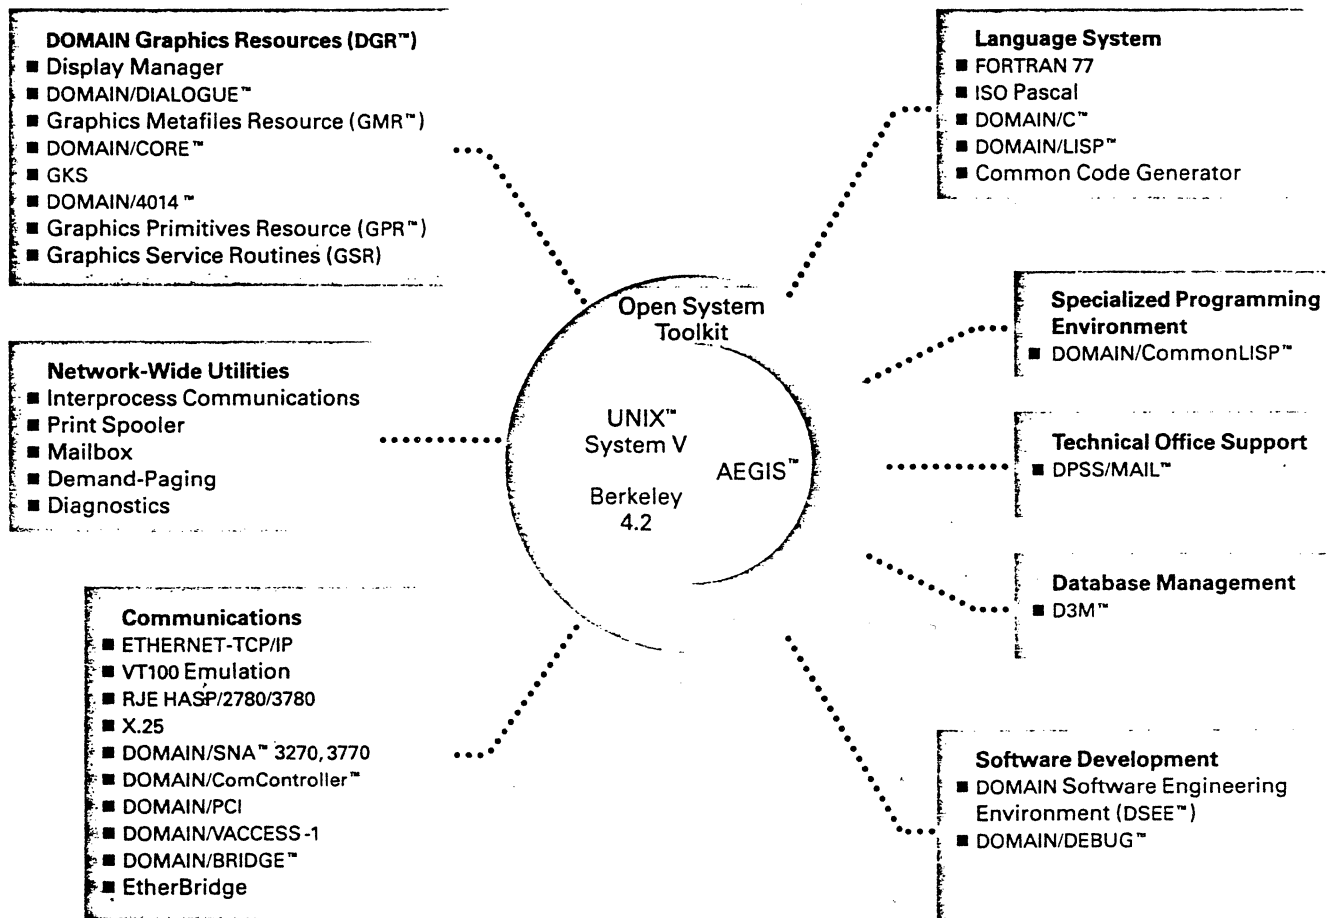 DOMAIN Graphics Resources (DGR™)
■ Display Manager
■ DOMAIN/DIALOGUE™
■ Graphics Metafiles Resource (GMR™)
■ DOMAIN/CORE™
■ GKS
■ DOMAIN/4014™
■ Graphics Primitives Resource (GPR™)
■ Graphics Service Routines (GSR)
Network-Wide Utilities
■ Interprocess Communications
■ Print Spooler
■ Mailbox
■ Demand-Paging
■ Diagnostics
Communications
■ ETHERNET-TCP/IP
■ VT100 Emulation
■ RJE HASP/2780/3780
■ X.25
■ DOMAIN/SNA™ 3270, 3770
■ DOMAIN/ComController™
■ DOMAIN/PCI
■ DOMAIN/VACCESS-1
■ DOMAIN/BRIDGE™
■ EtherBridge
Open System
Toolkit
UNIX™
System V
AEGIS™
Berkeley
4.2
Language System
■ FORTRAN 77
■ ISO Pascal
■ DOMAIN/C™
■ DOMAIN/LISP™
■ Common Code Generator
Specialized Programming
Environment
■ DOMAIN/CommonLISP™
Technical Office Support
■ DPSS/MAIL™
Database Management
■ D3M™
Software Development
■ DOMAIN Software Engineering
Environment (DSEE™)
■ DOMAIN/DEBUG™